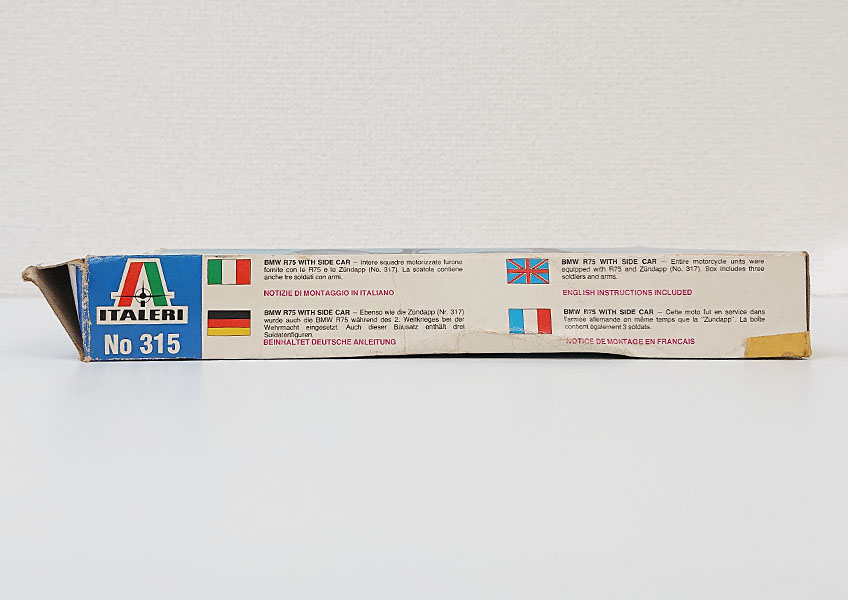 ITALERI
No 315
BMW R75 WITH SIDE CAR – Intere squadre motorizzate furono
fornite con le R75 e le Zündapp (No. 317). La scatola contiene
anche tre soldati con armi.
NOTIZIE DI MONTAGGIO IN ITALIANO
BMW R75 WITH SIDE CAR – Ebenso wie die Zündapp (Nr. 317)
wurde auch die BMW R75 während des 2. Weltkrieges bei der
Wehrmacht eingesetzt. Auch dieser Bausatz enthält drei
Soldatenfiguren.
BEINHALTET DEUTSCHE ANLEITUNG
BMW R75 WITH SIDE CAR – Entire motorcycle units were
equipped with R75 and Zündapp (No. 317). Box includes three
soldiers and arms.
ENGLISH INSTRUCTIONS INCLUDED
BMW R75 WITH SIDE CAR – Cette moto fut en service dans
l'armée allemande en même temps que la "Zündapp". La boîte
contient également 3 soldats.
NOTICE DE MONTAGE EN FRANCAIS